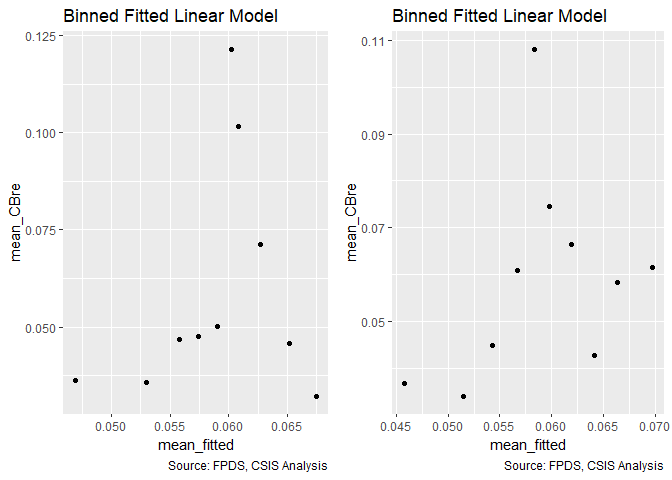 Binned Fitted Linear Model
0.125
0.100
0.075
0.050
mean_CBre
0.050 0.055 0.060 0.065
mean_fitted
Source: FPDS, CSIS Analysis
Binned Fitted Linear Model
0.11
0.09
0.07
0.05
mean_CBre
0.045 0.050 0.055 0.060 0.065 0.070
mean_fitted
Source: FPDS, CSIS Analysis